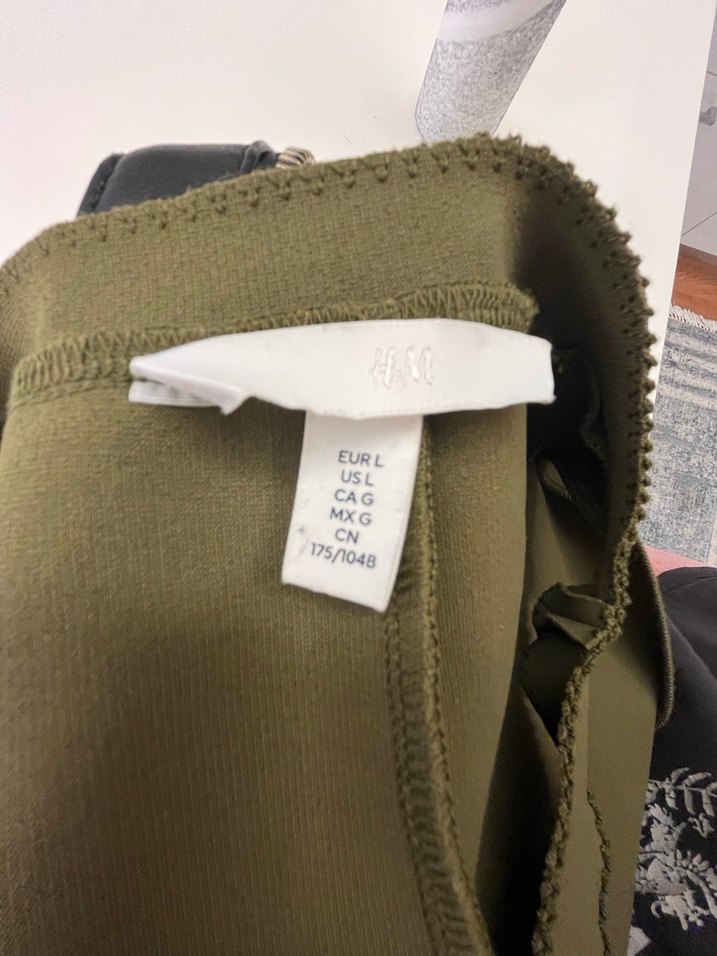 H&M
EUR L
US L
CA G
MX G
CN
175/104B